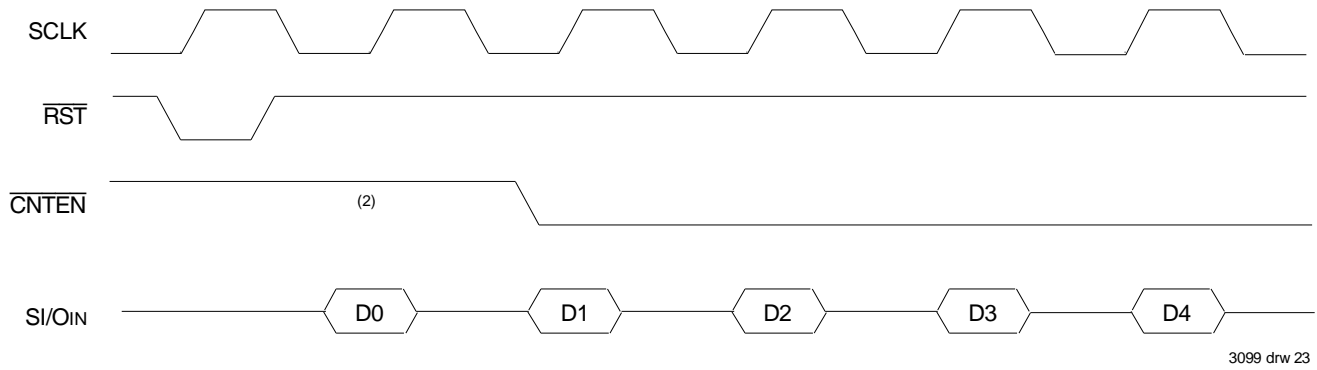 SCLK
RST
CNTEN
(2)
SI/OIN
D0 D1 D2 D3 D4
3099 drw 23